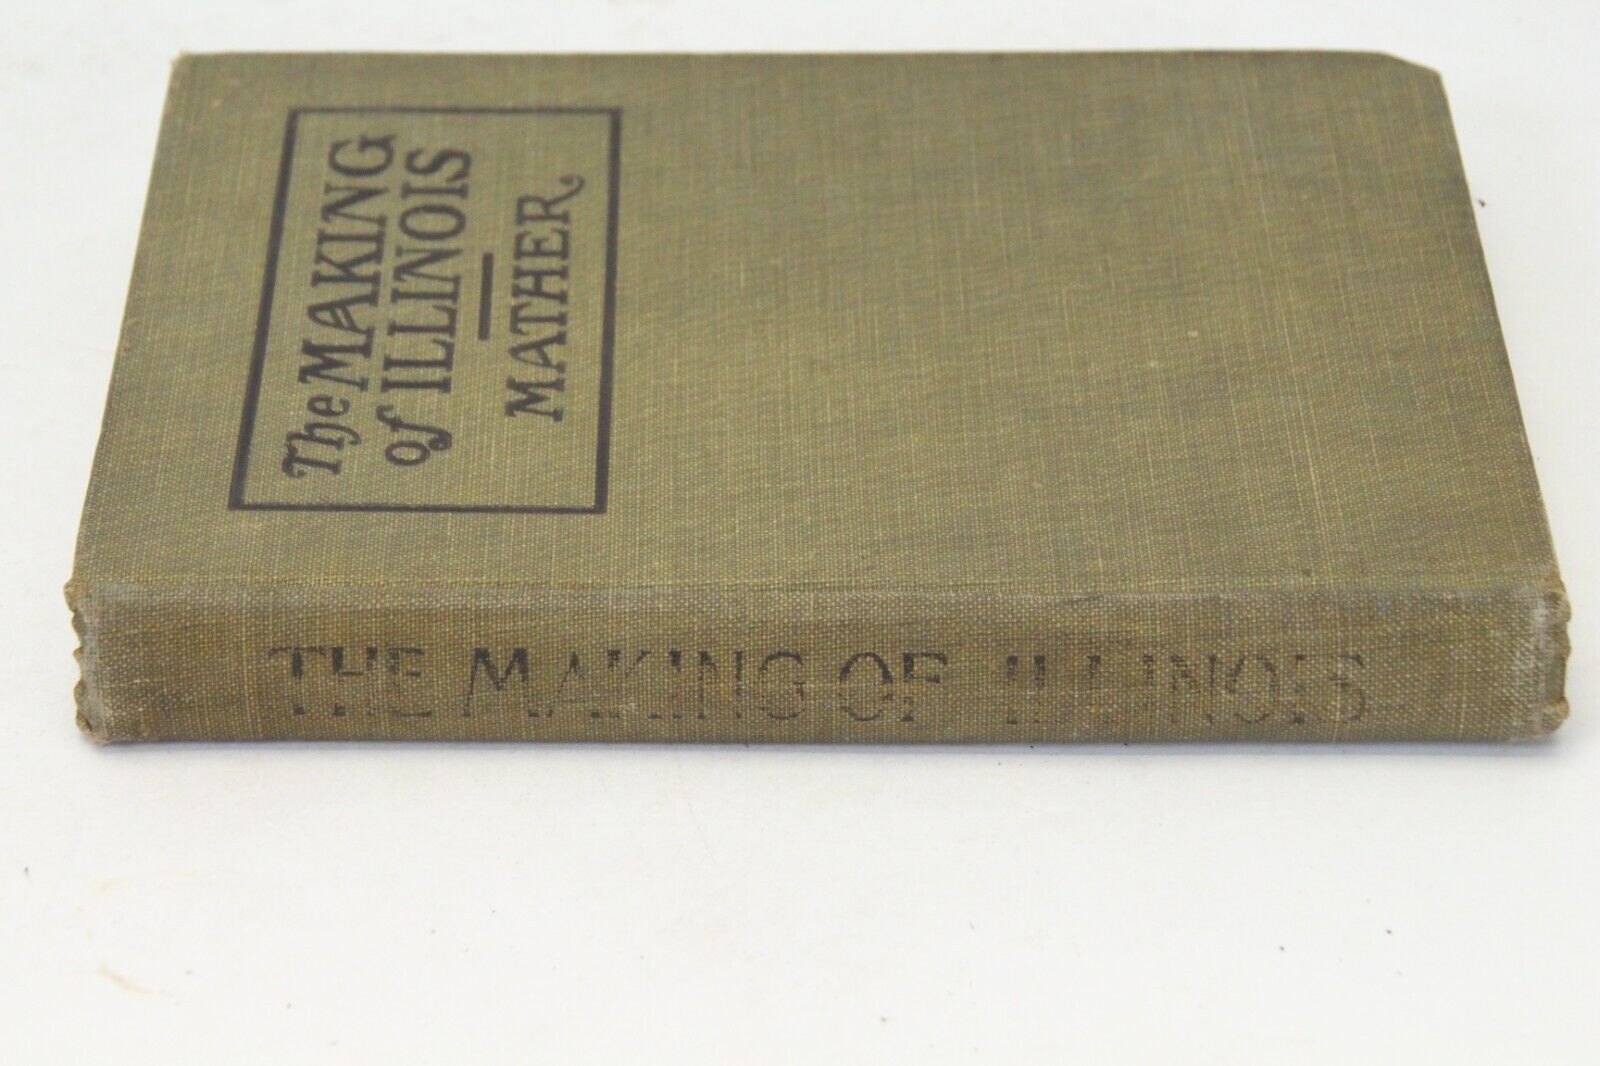 The MAKING
of ILLINOIS
MATHER
THE MAKING OF ILLINOIS